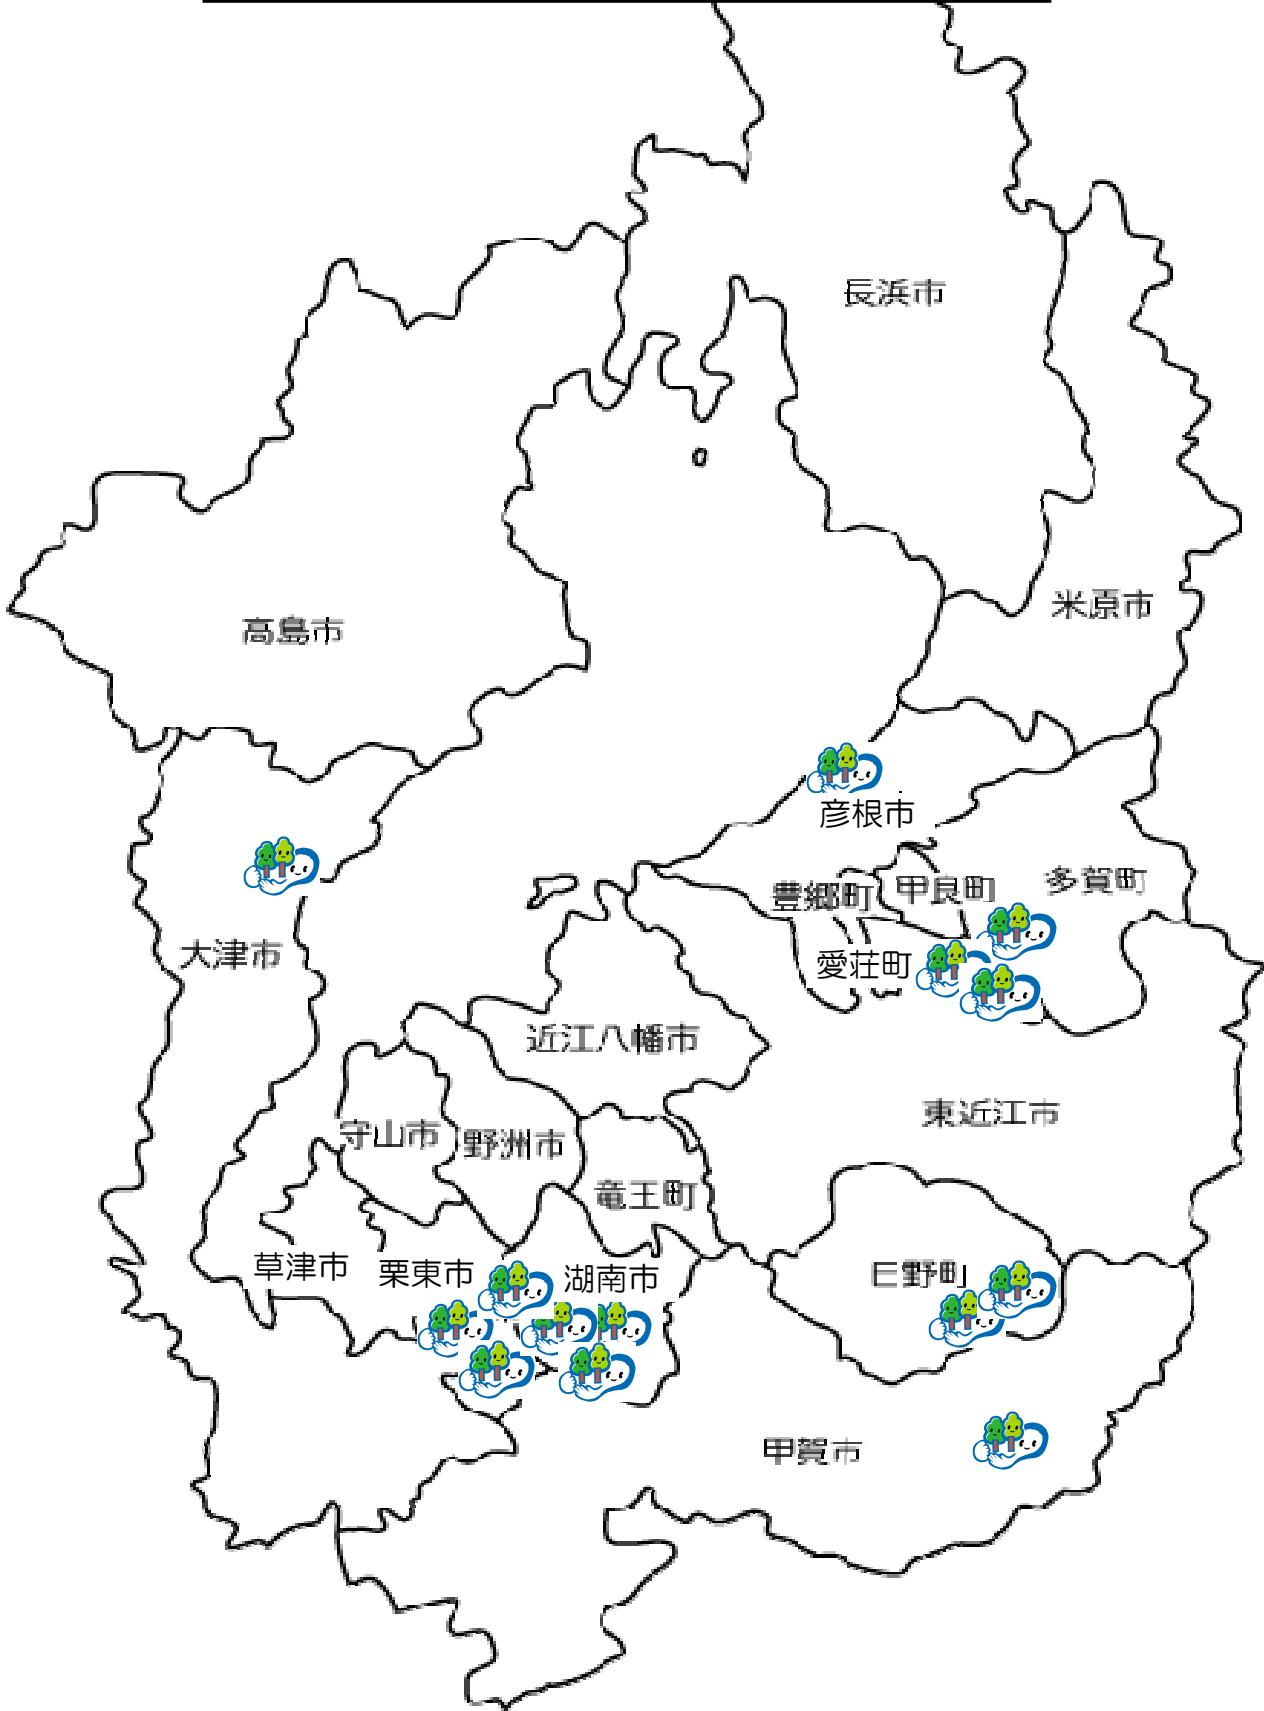 長浜市
米原市
高島市
彦根市
豊郷町
甲良町
多賀町
大津市
愛荘町
近江八幡市
東近江市
守山市
野洲市
竜王町
草津市
栗東市
湖南市
日野町
甲賀市